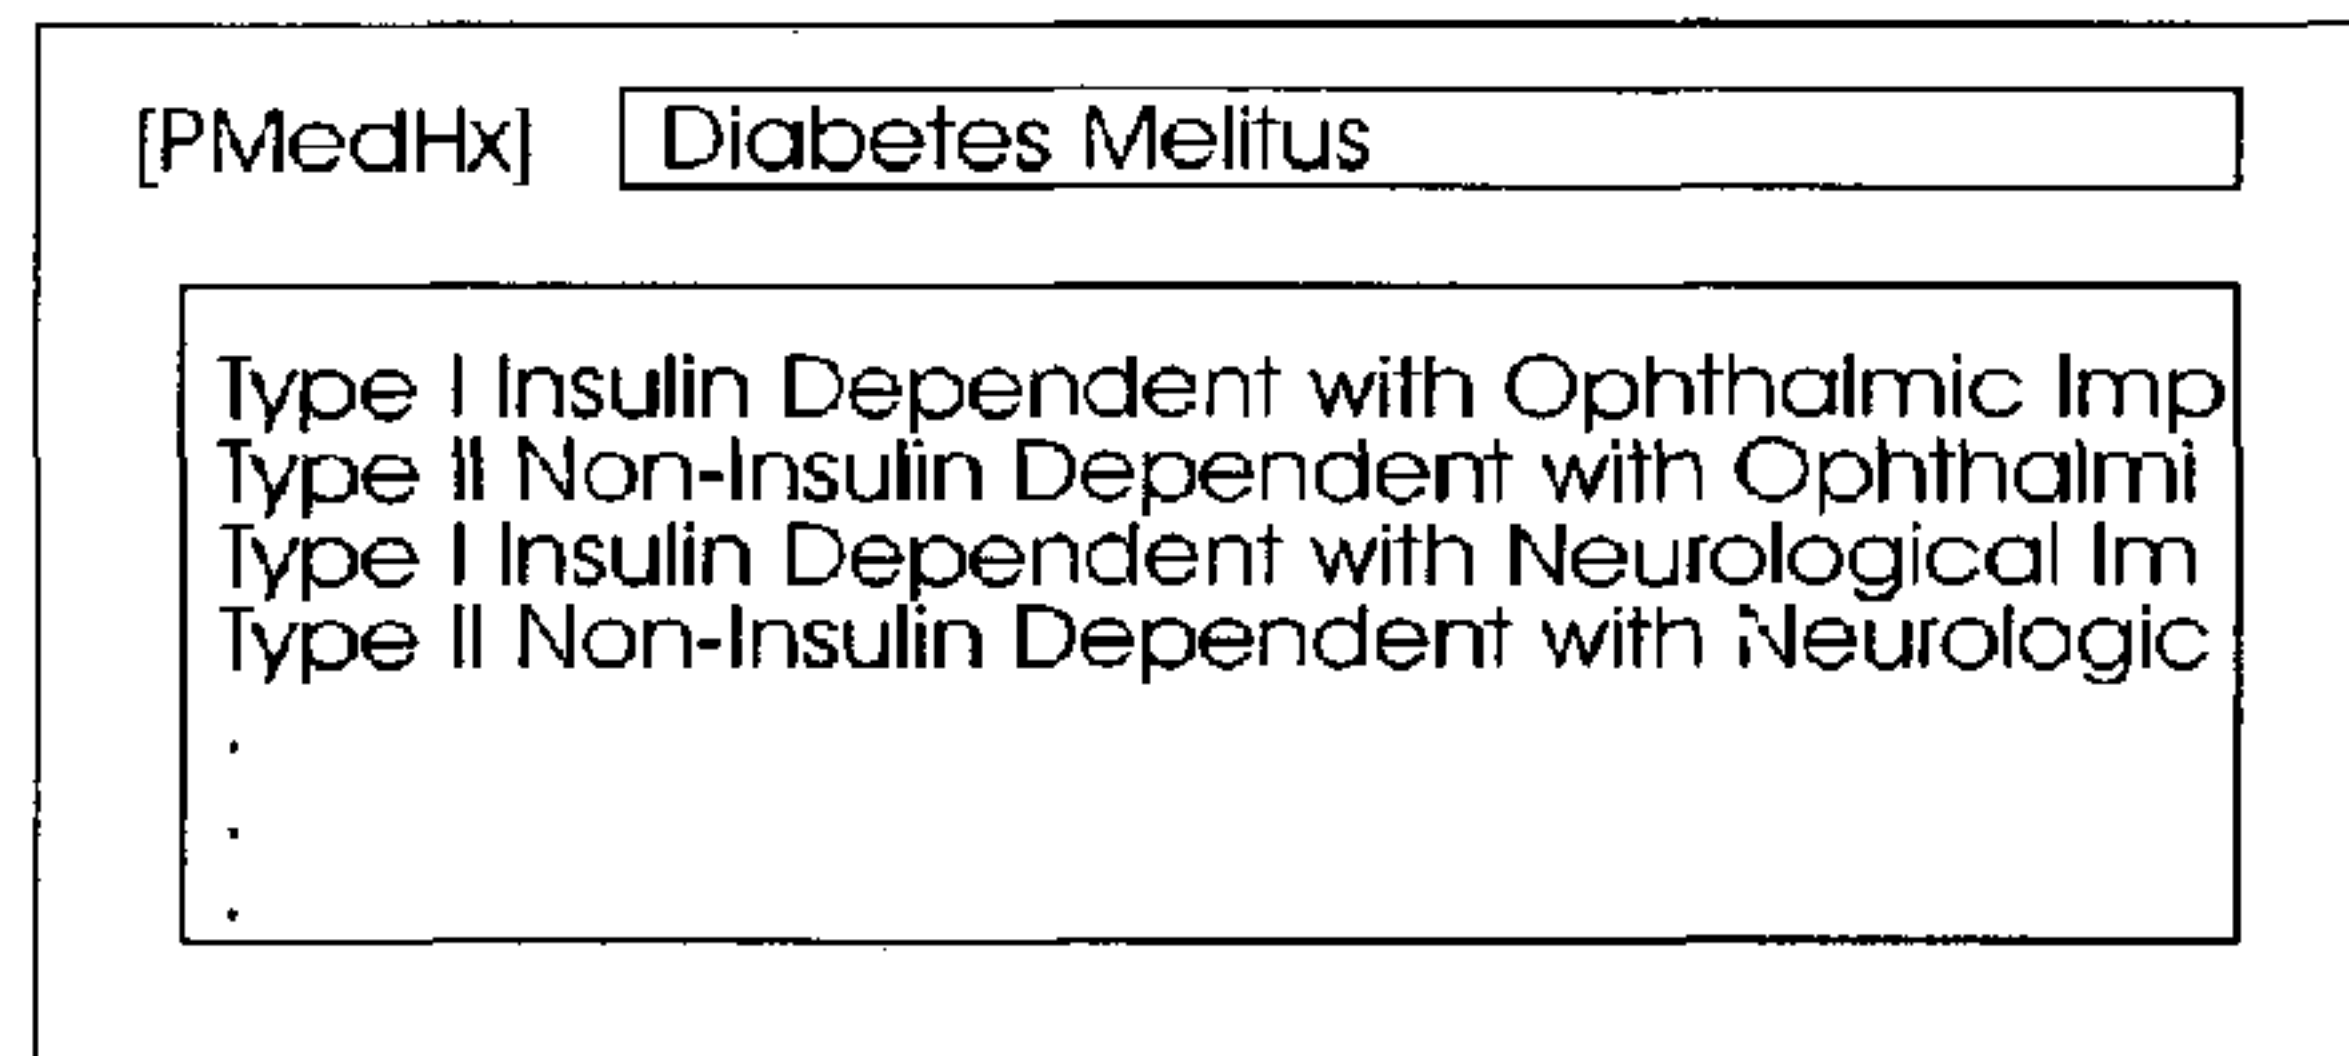 [PMedHx] Diabetes Melitus
Type I Insulin Dependent with Ophthalmic Imp
Type II Non-Insulin Dependent with Ophthalmi
Type I Insulin Dependent with Neurological Im
Type II Non-Insulin Dependent with Neurologic
.
.
.